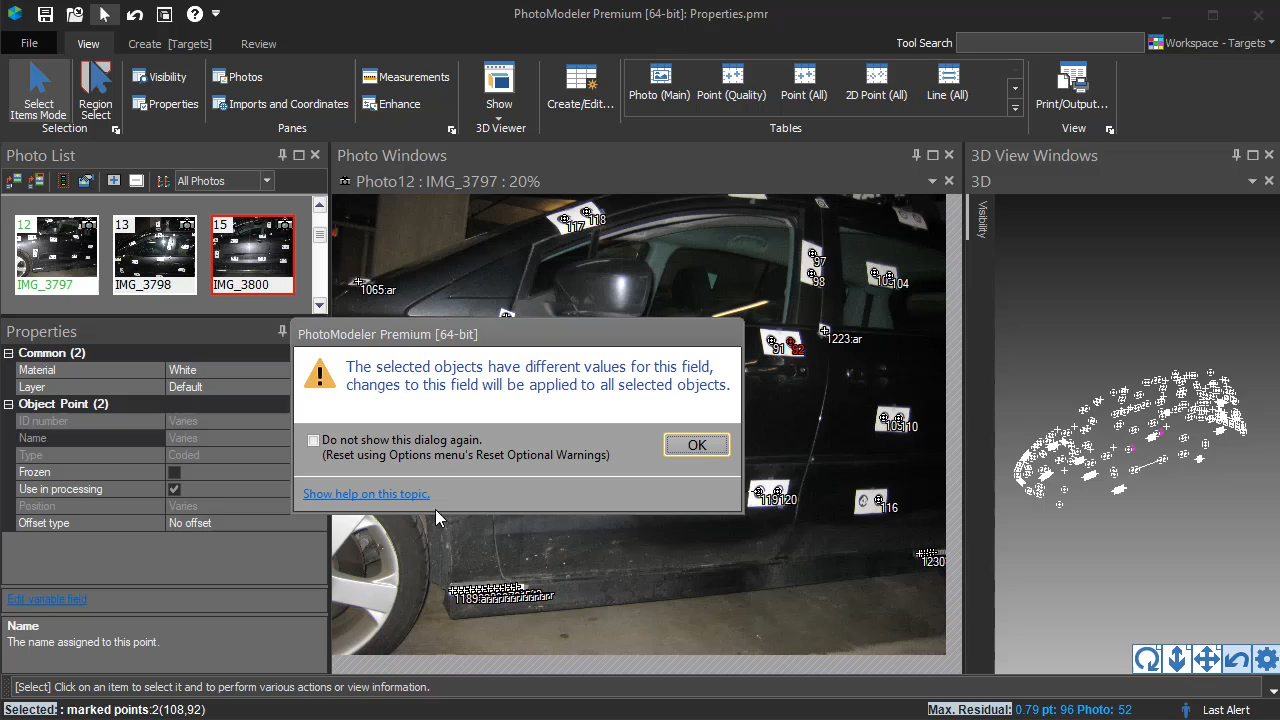 PhotoModeler Premium [64-bit]: Properties.pmr
File
View
Create [Targets]
Review
Tool Search
Workspace - Targets
Select Items Mode
Region Select
Selection
Visibility
Properties
Photos
Imports and Coordinates
Panes
Measurements
Enhance
Show
3D Viewer
Create/Edit...
Photo (Main)
Point (Quality)
Point (All)
2D Point (All)
Line (All)
Tables
Print/Output...
View
Photo List
All Photos
12
IMG_3797
13
IMG_3798
15
IMG_3800
Photo Windows
Photo12 : IMG_3797 : 20%
117
118
97
98
104
1065:ar
1223:ar
91
92
110
119
120
116
1230
3D View Windows
3D
Visibility
Properties
Common (2)
Material White
Layer Default
Object Point (2)
ID number Varies
Name Varies
Type Coded
Frozen
Use in processing
Position Varies
Offset type No offset
Edit variable field
Name
The name assigned to this point.
PhotoModeler Premium [64-bit]
The selected objects have different values for this field,
changes to this field will be applied to all selected objects.
Do not show this dialog again.
(Reset using Options menu's Reset Optional Warnings)
OK
Show help on this topic.
[Select] Click on an item to select it and to perform various actions or view information.
Selected: : marked points:2(108,92)
Max. Residual: 0.79 pt: 96 Photo: 52
Last Alert